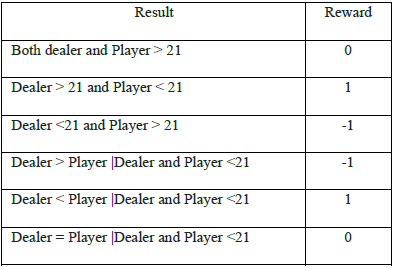 Result Reward
Both dealer and Player > 21 0
Dealer > 21 and Player < 21 1
Dealer <21 and Player > 21 -1
Dealer > Player |Dealer and Player <21 -1
Dealer < Player |Dealer and Player <21 1
Dealer = Player |Dealer and Player <21 0